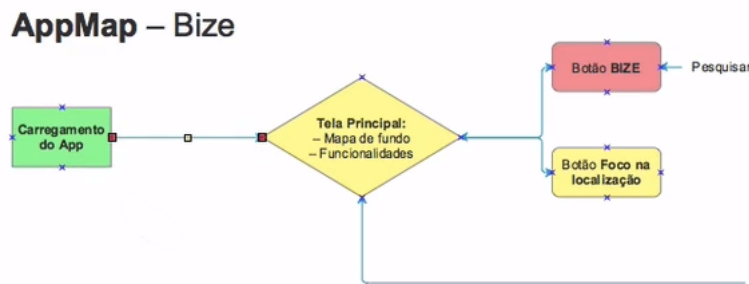 AppMap – Bize
Carregamento
do App
Tela Principal:
– Mapa de fundo
– Funcionalidades
Botão BIZE
Pesquisar
Botão Foco na
localização